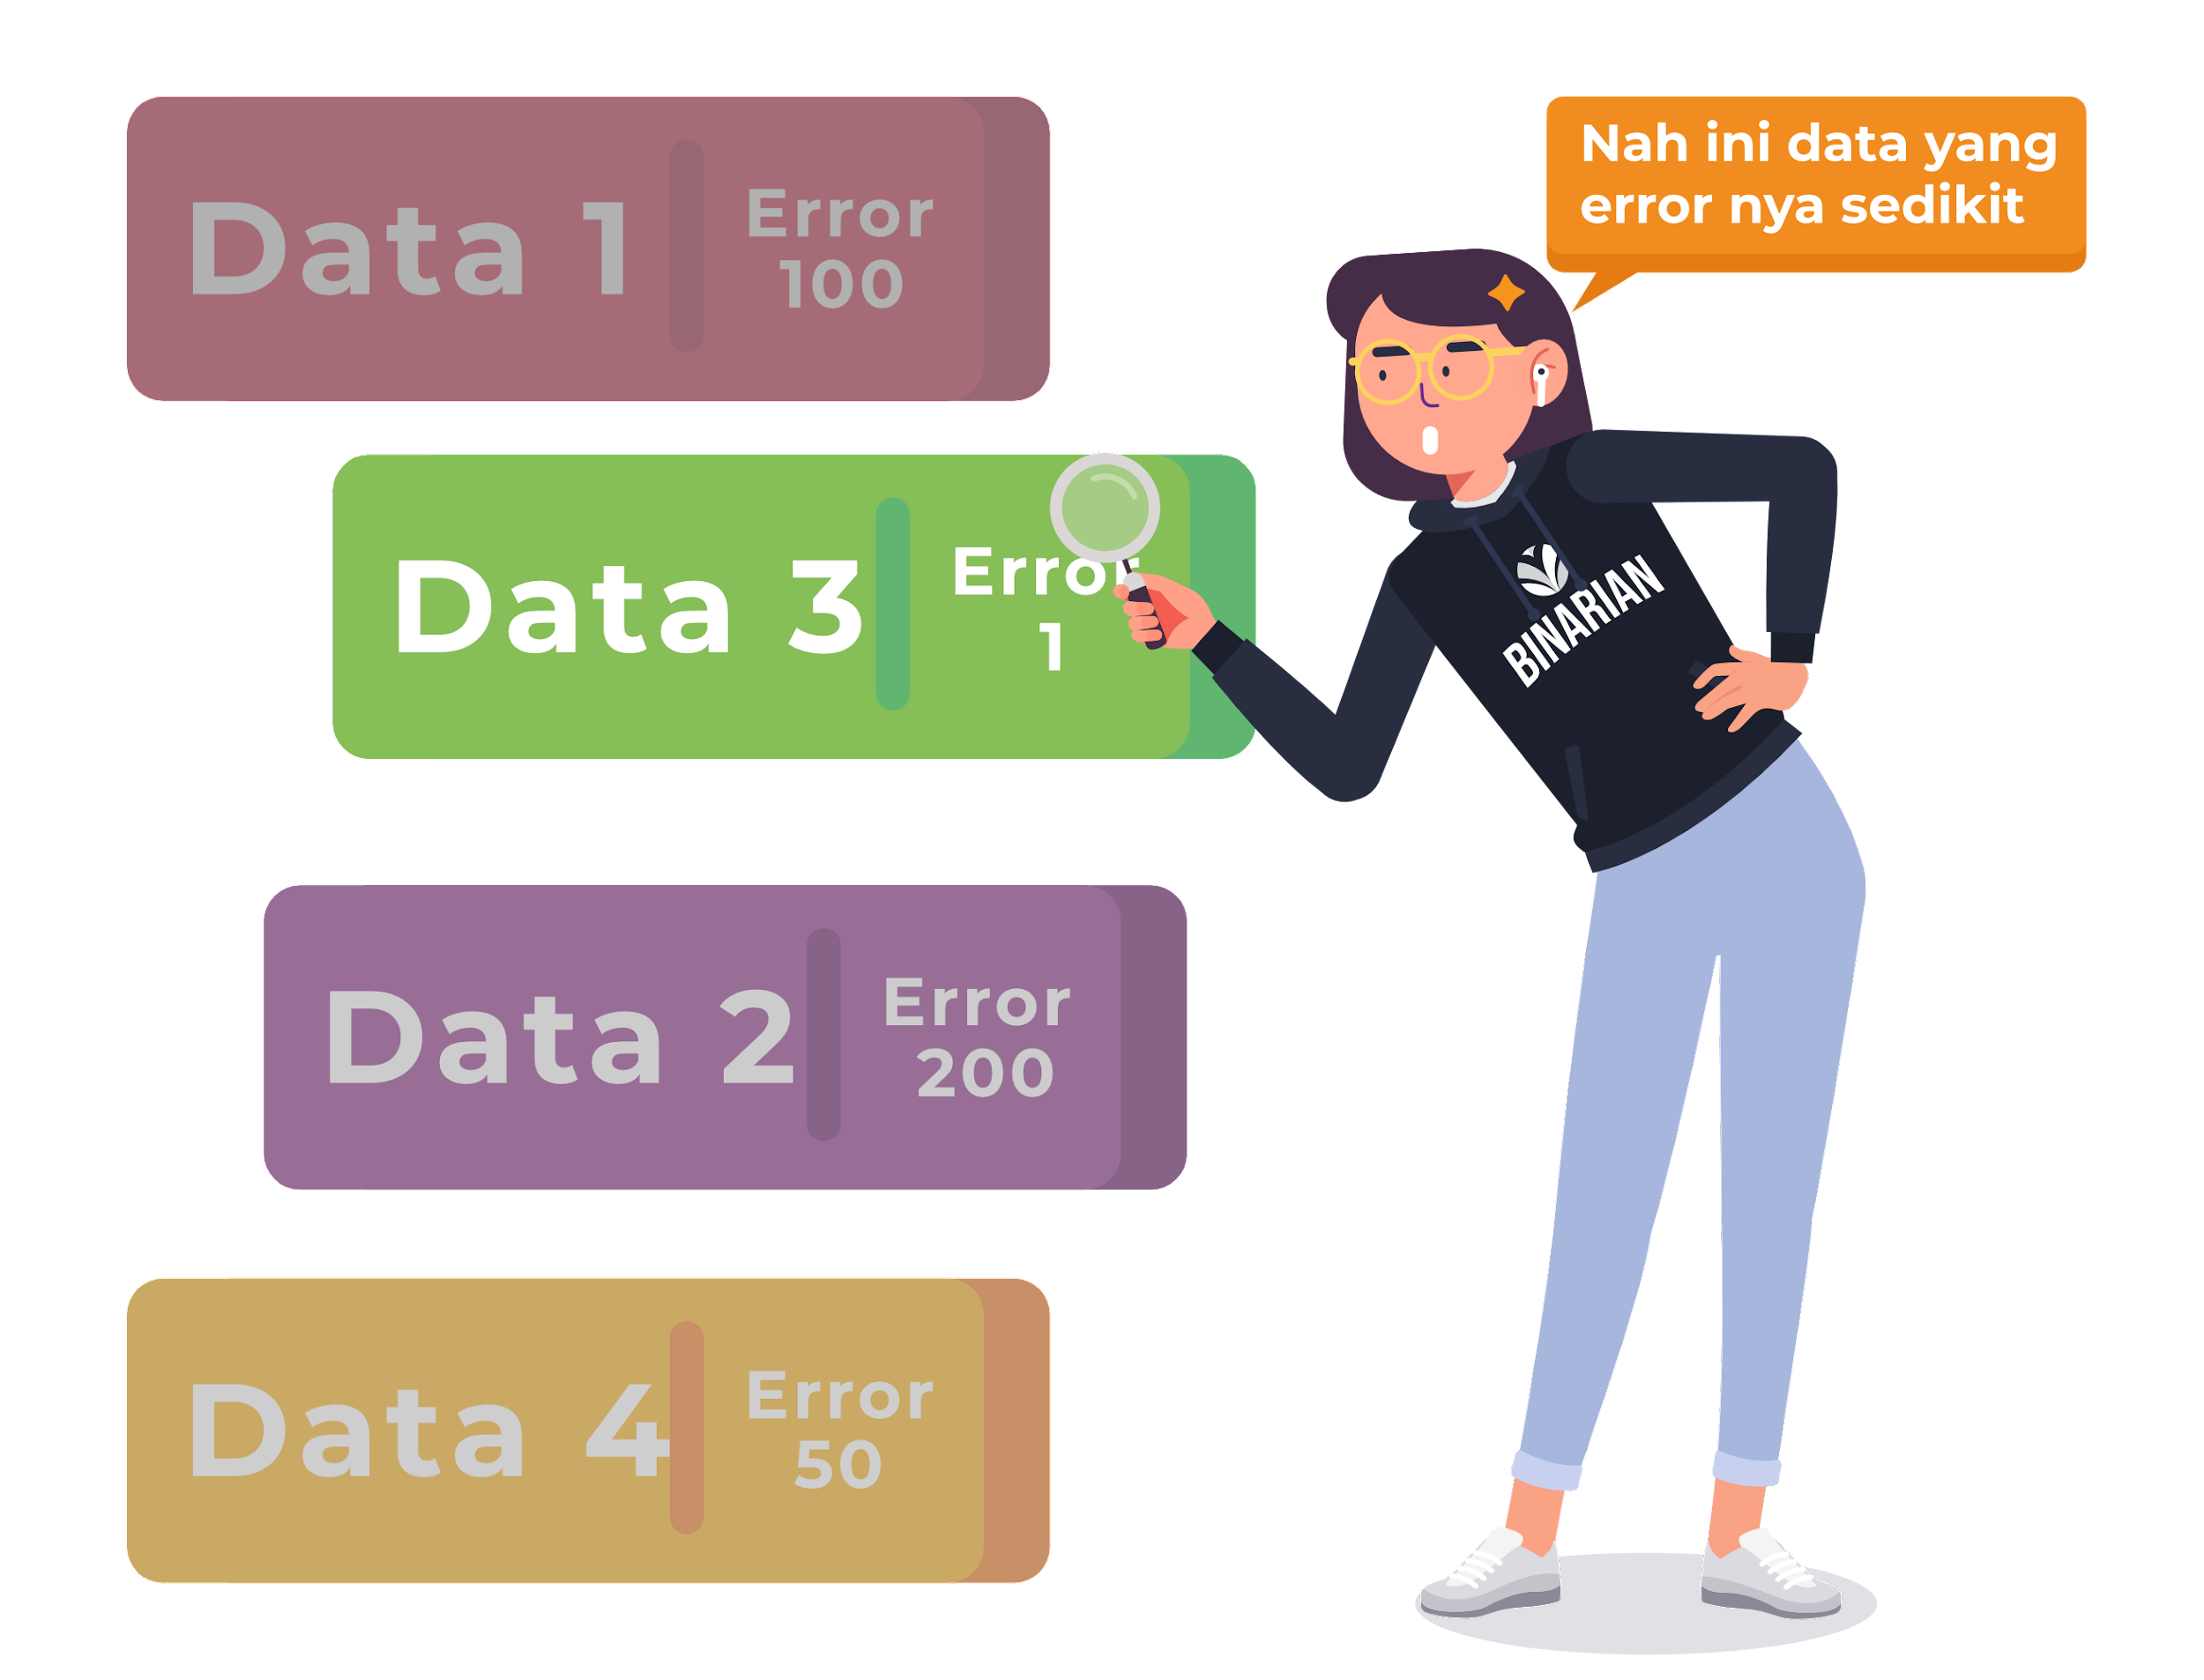 Data 1
Error
100
Nah ini data yang
error nya sedikit
Data 3
Error
1
BINARIAN
Data 2
Error
200
Data 4
Error
50